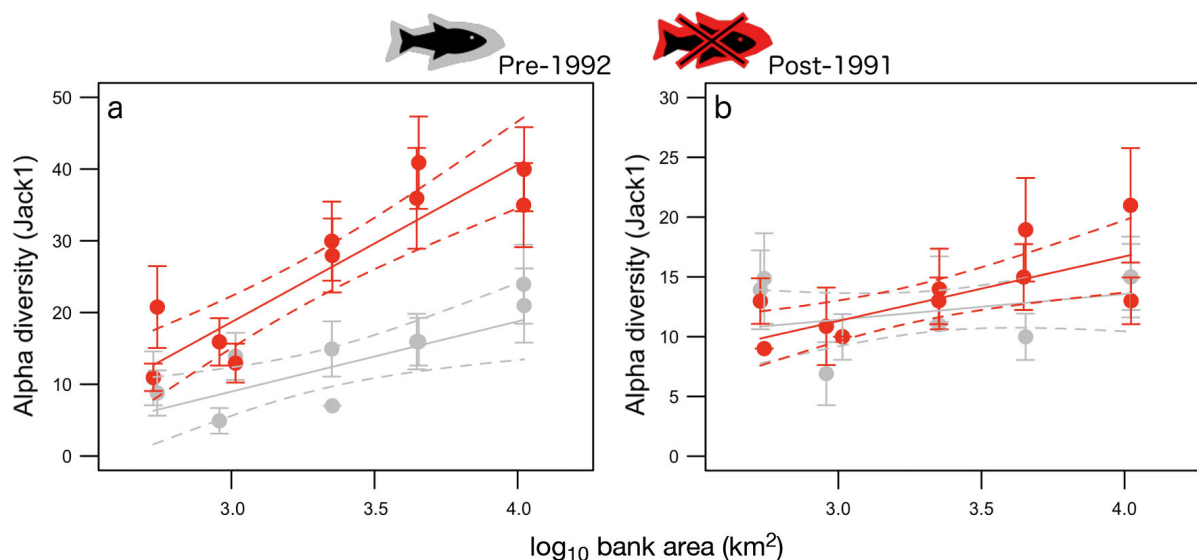 Pre-1992
Post-1991
a
b
Alpha diversity (Jack1)
50
40
30
20
10
0
3.0
3.5
4.0
Alpha diversity (Jack1)
30
25
20
15
10
5
0
3.0
3.5
4.0
log₁₀ bank area (km²)